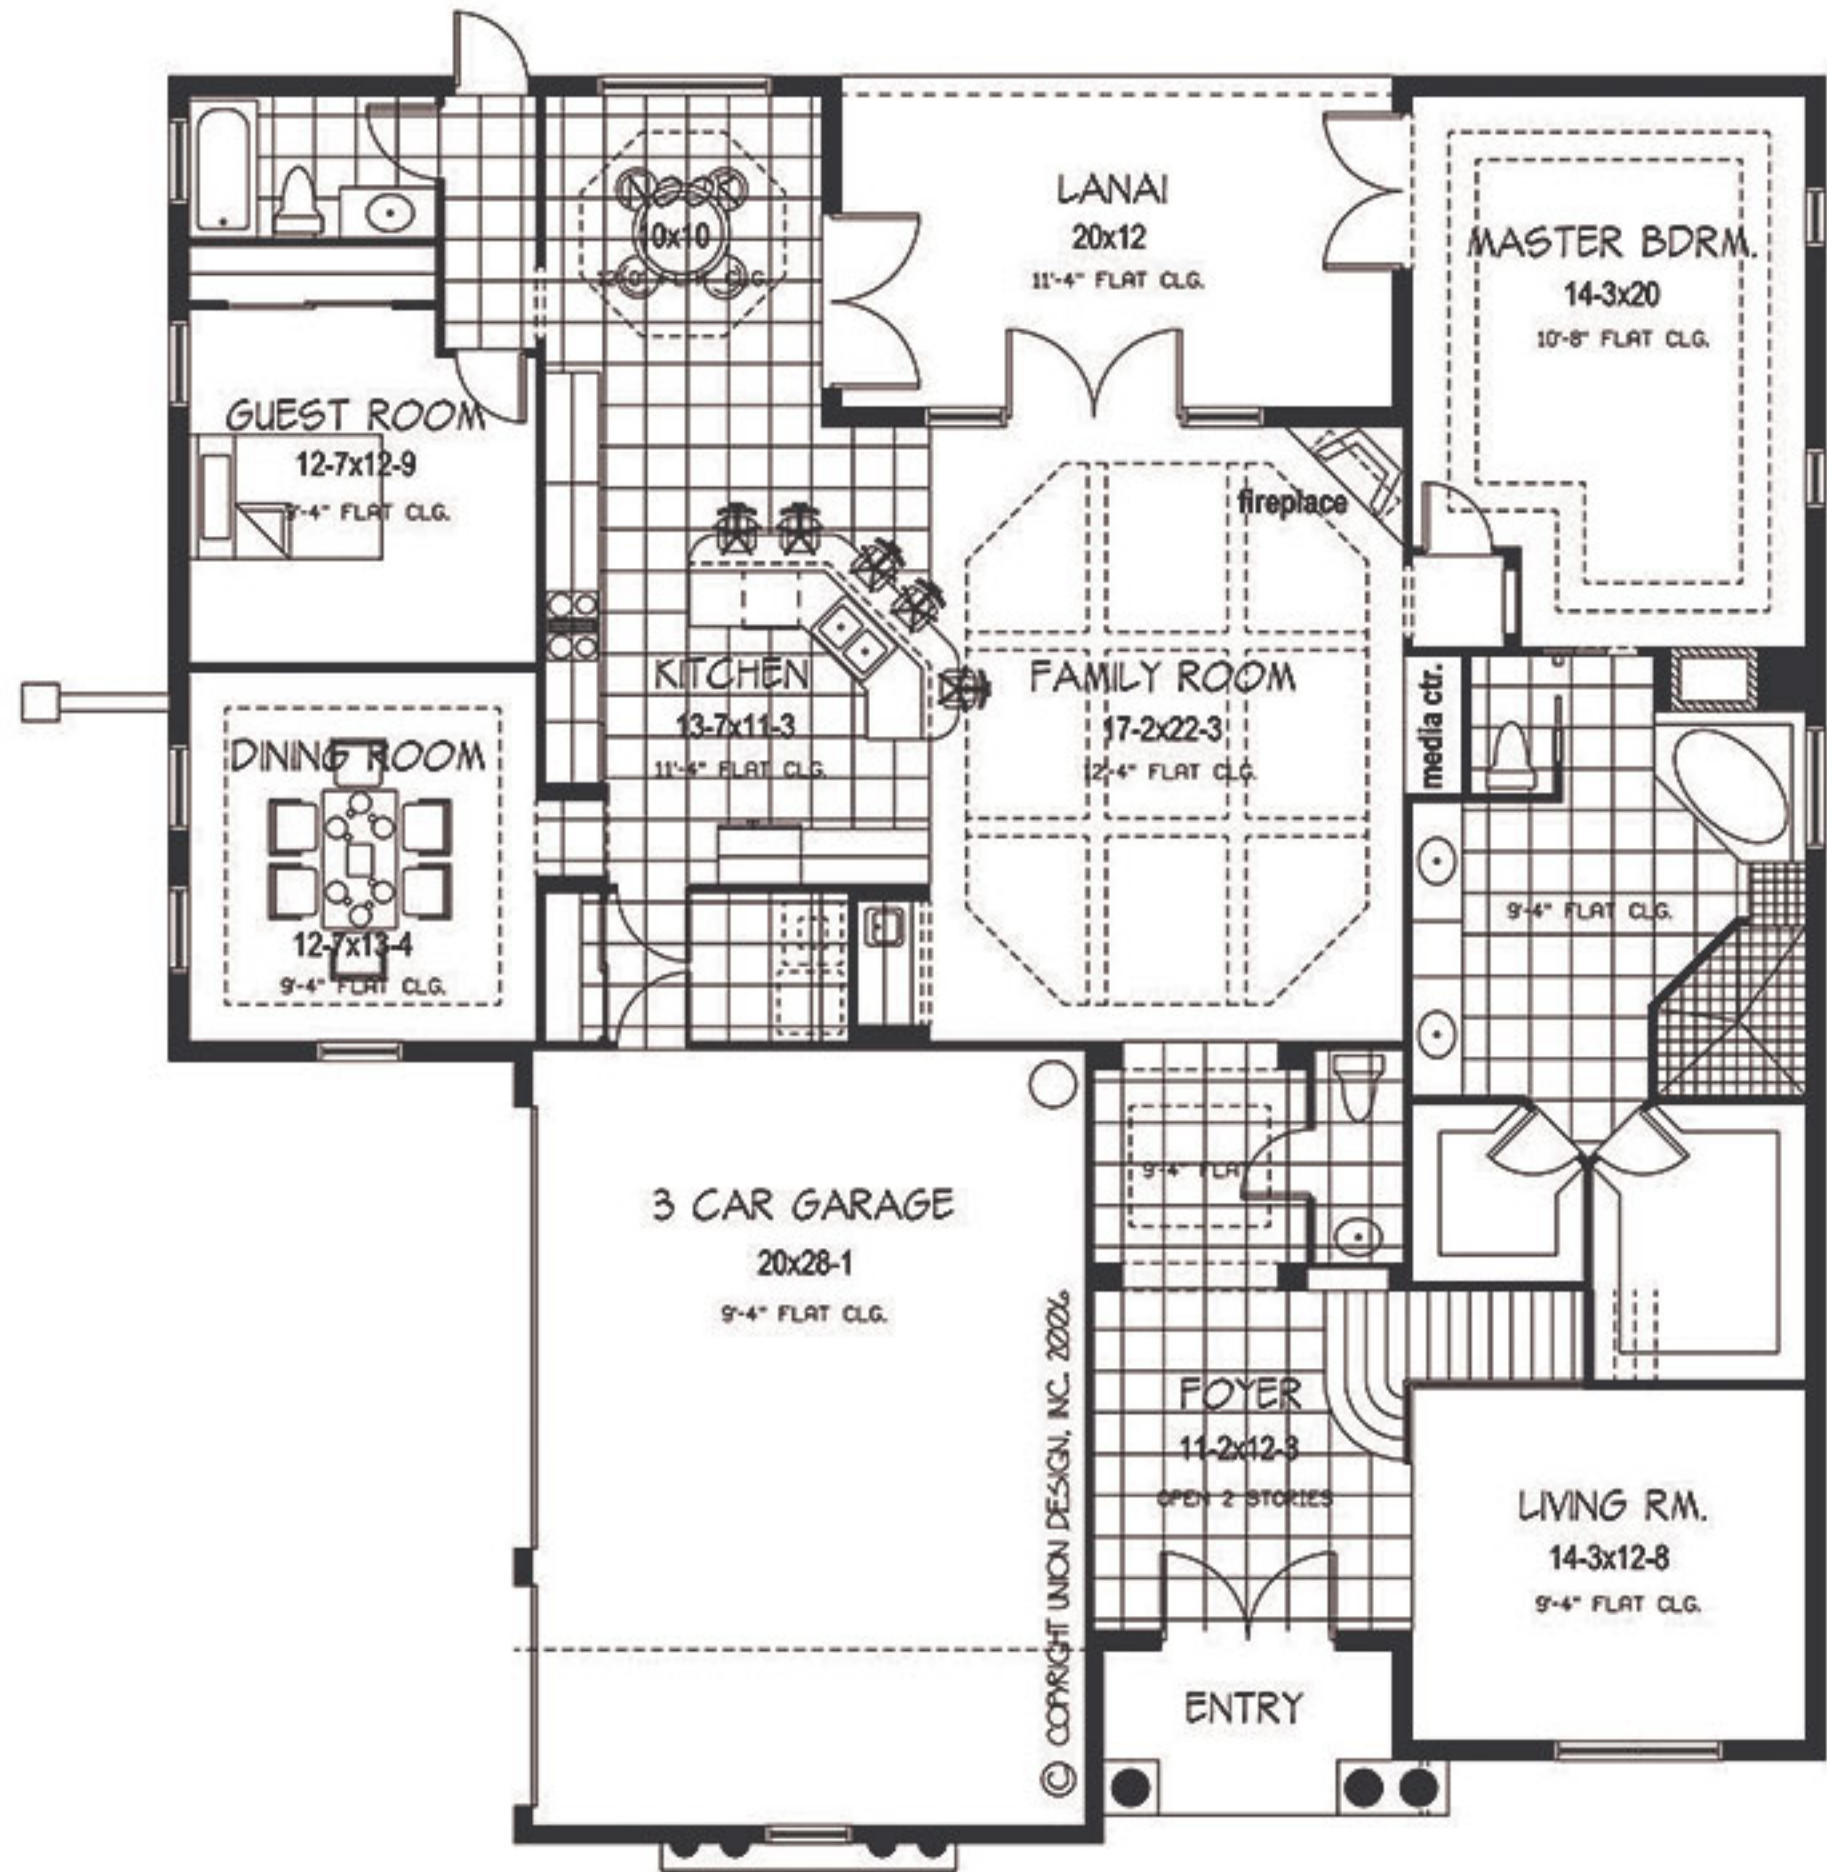 NOOK
10x10
LANAI
20x12
11'-4" FLAT CLG.
MASTER BDRM.
14-3x20
10'-8" FLAT CLG.
GUEST ROOM
12-7x12-9
9'-4" FLAT CLG.
fireplace
KITCHEN
13-7x11-3
11'-4" FLAT CLG.
FAMILY ROOM
17-2x22-3
12'-4" FLAT CLG.
media ctr.
DINING ROOM
12-7x13-4
9'-4" FLAT CLG.
9'-4" FLAT CLG.
9'-4" FLAT
3 CAR GARAGE
20x28-1
9'-4" FLAT CLG.
© COPYRIGHT UNION DESIGN, INC. 2006
FOYER
11-2x12-3
OPEN 2 STORIES
LIVING RM.
14-3x12-8
9'-4" FLAT CLG.
ENTRY